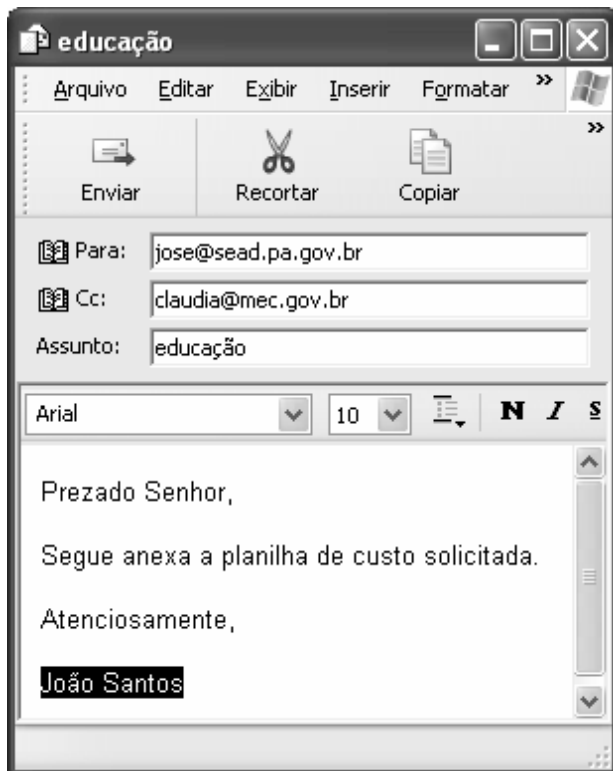 educação
Arquivo Editar Exibir Inserir Formatar »
Enviar Recortar Copiar »
Para: jose@sead.pa.gov.br
Cc: claudia@mec.gov.br
Assunto: educação
Arial 10 N I S
Prezado Senhor,
Segue anexa a planilha de custo solicitada.
Atenciosamente,
João Santos